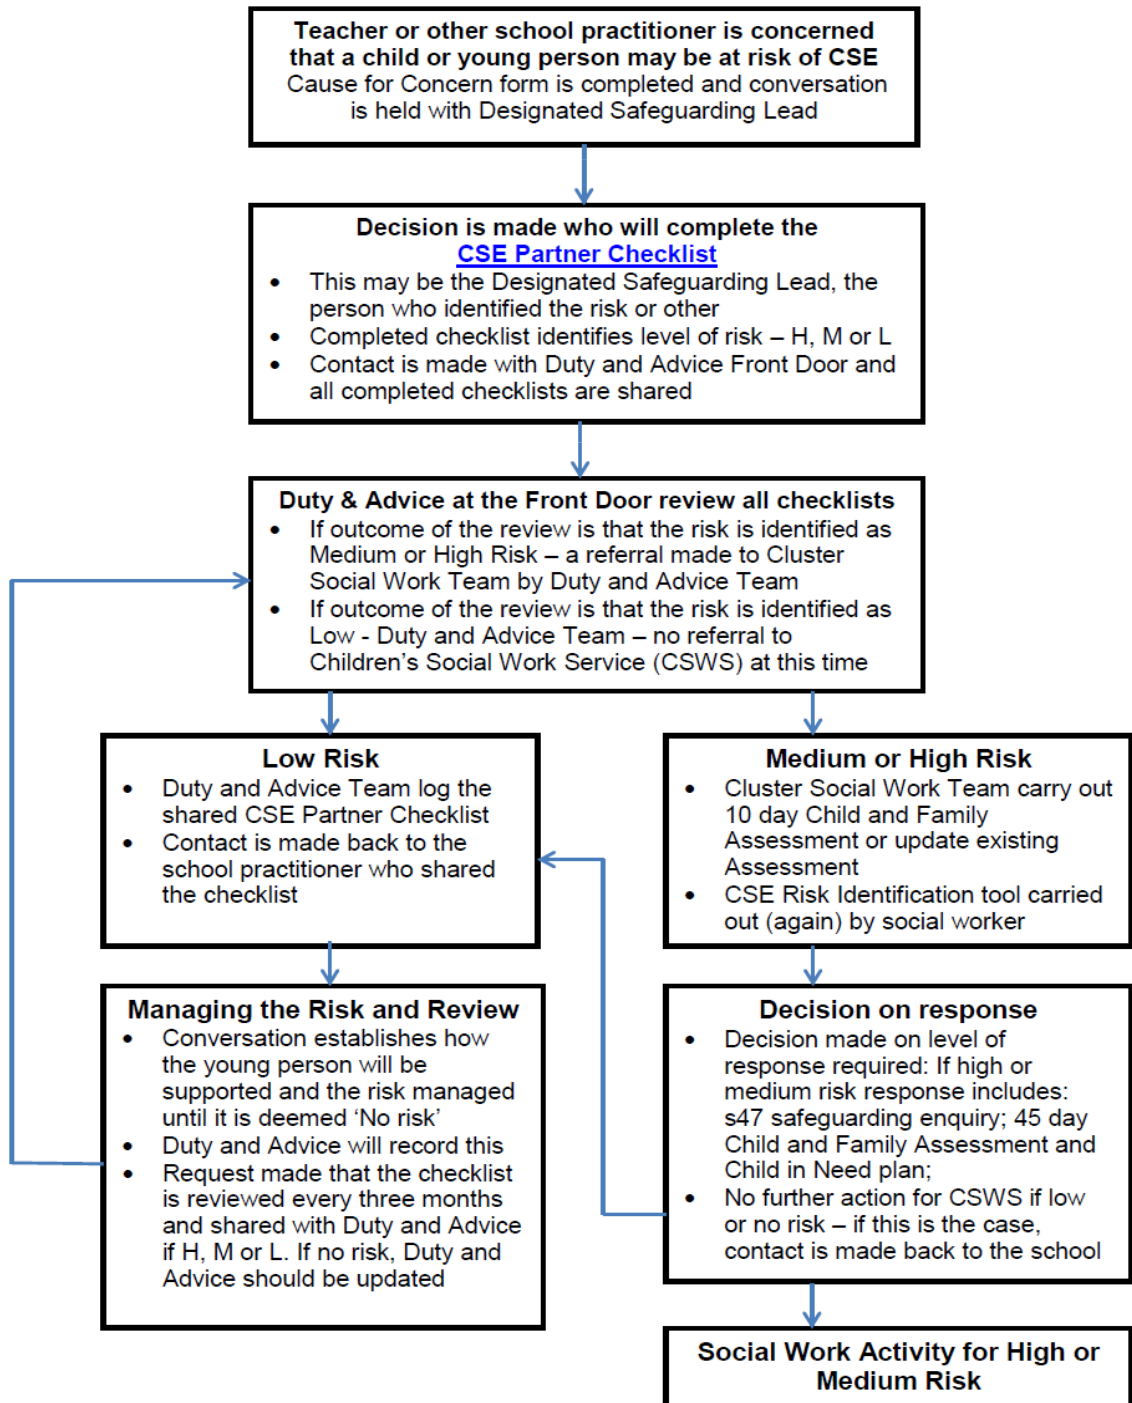 Teacher or other school practitioner is concerned
that a child or young person may be at risk of CSE
Cause for Concern form is completed and conversation
is held with Designated Safeguarding Lead
Decision is made who will complete the
CSE Partner Checklist
• This may be the Designated Safeguarding Lead, the
person who identified the risk or other
• Completed checklist identifies level of risk – H, M or L
• Contact is made with Duty and Advice Front Door and
all completed checklists are shared
Duty & Advice at the Front Door review all checklists
• If outcome of the review is that the risk is identified as
Medium or High Risk – a referral made to Cluster
Social Work Team by Duty and Advice Team
• If outcome of the review is that the risk is identified as
Low - Duty and Advice Team – no referral to
Children's Social Work Service (CSWS) at this time
Low Risk
• Duty and Advice Team log the
shared CSE Partner Checklist
• Contact is made back to the
school practitioner who shared
the checklist
Medium or High Risk
• Cluster Social Work Team carry out
10 day Child and Family
Assessment or update existing
Assessment
• CSE Risk Identification tool carried
out (again) by social worker
Managing the Risk and Review
• Conversation establishes how
the young person will be
supported and the risk managed
until it is deemed 'No risk'
• Duty and Advice will record this
• Request made that the checklist
is reviewed every three months
and shared with Duty and Advice
if H, M or L. If no risk, Duty and
Advice should be updated
Decision on response
• Decision made on level of
response required: If high or
medium risk response includes:
s47 safeguarding enquiry; 45 day
Child and Family Assessment and
Child in Need plan;
• No further action for CSWS if low
or no risk – if this is the case,
contact is made back to the school
Social Work Activity for High or
Medium Risk